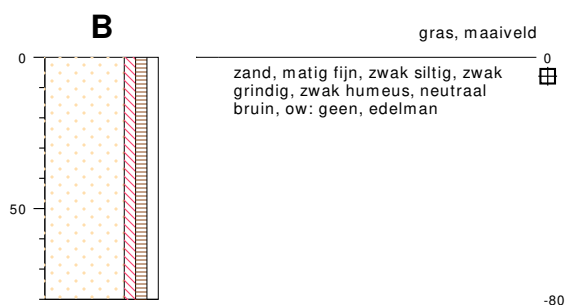 B
gras, maaiveld
0
0
zand, matig fijn, zwak siltig, zwak
grindig, zwak humeus, neutraal
bruin, ow: geen, edelman
50
-80